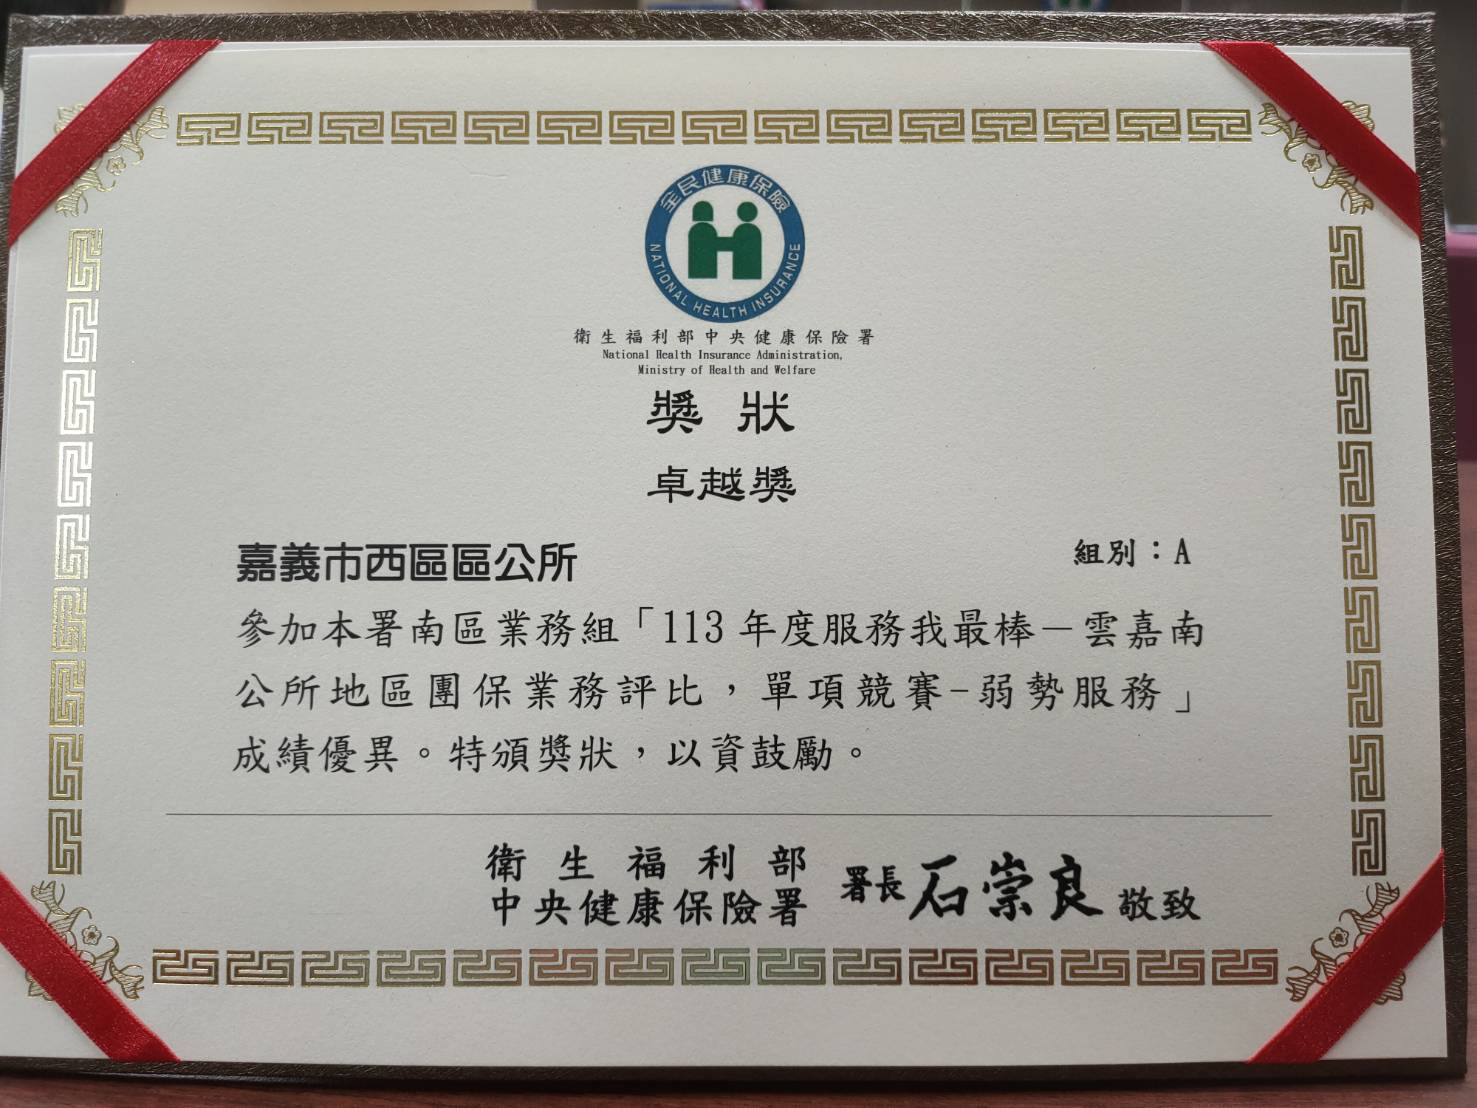 全民健康保險
NATIONAL HEALTH INSURANCE
衛生福利部中央健康保險署
National Health Insurance Administration,
Ministry of Health and Welfare
獎狀
卓越獎
嘉義市西區區公所
組別：A
參加本署南區業務組「113年度服務我最棒－雲嘉南
公所地區團保業務評比，單項競賽-弱勢服務」
成績優異。特頒獎狀，以資鼓勵。
衛生福利部
中央健康保險署 署長 石崇良 敬致